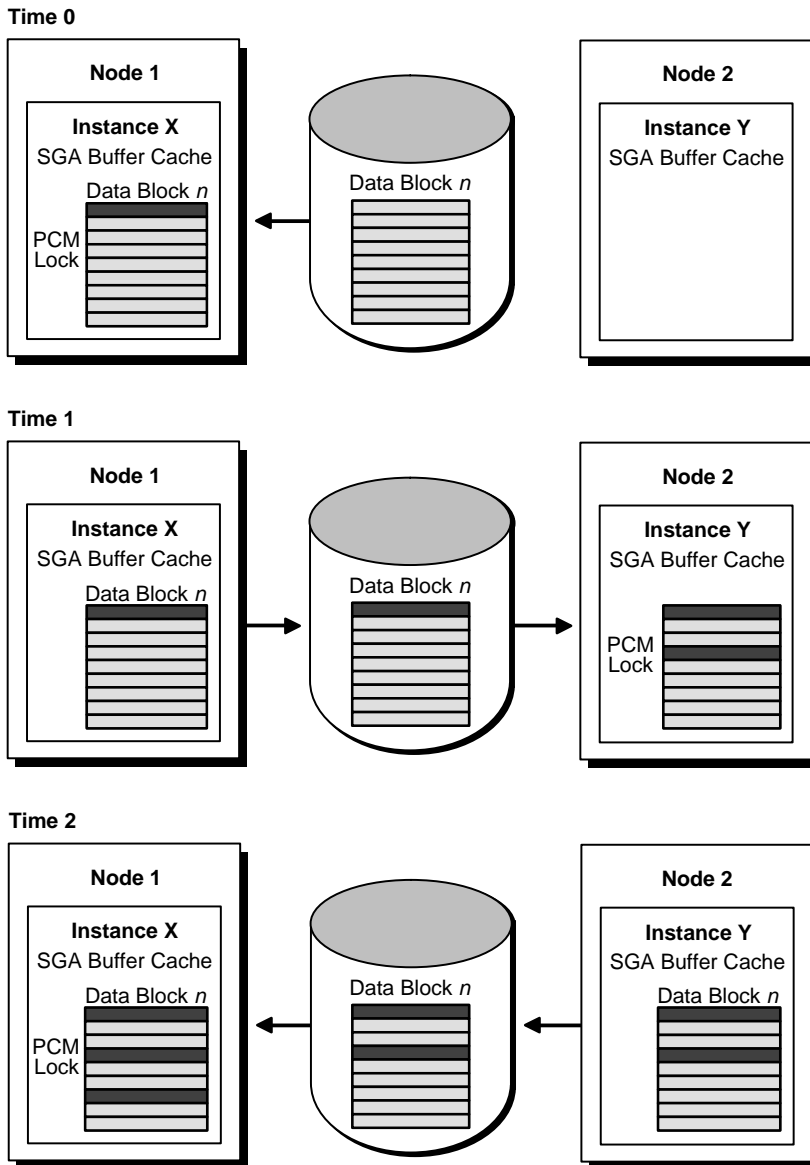 Time 0
Node 1
Instance X
SGA Buffer Cache
Data Block n
PCM
Lock
Data Block n
Node 2
Instance Y
SGA Buffer Cache
Time 1
Node 1
Instance X
SGA Buffer Cache
Data Block n
Data Block n
Node 2
Instance Y
SGA Buffer Cache
PCM
Lock
Time 2
Node 1
Instance X
SGA Buffer Cache
Data Block n
PCM
Lock
Data Block n
Node 2
Instance Y
SGA Buffer Cache
Data Block n